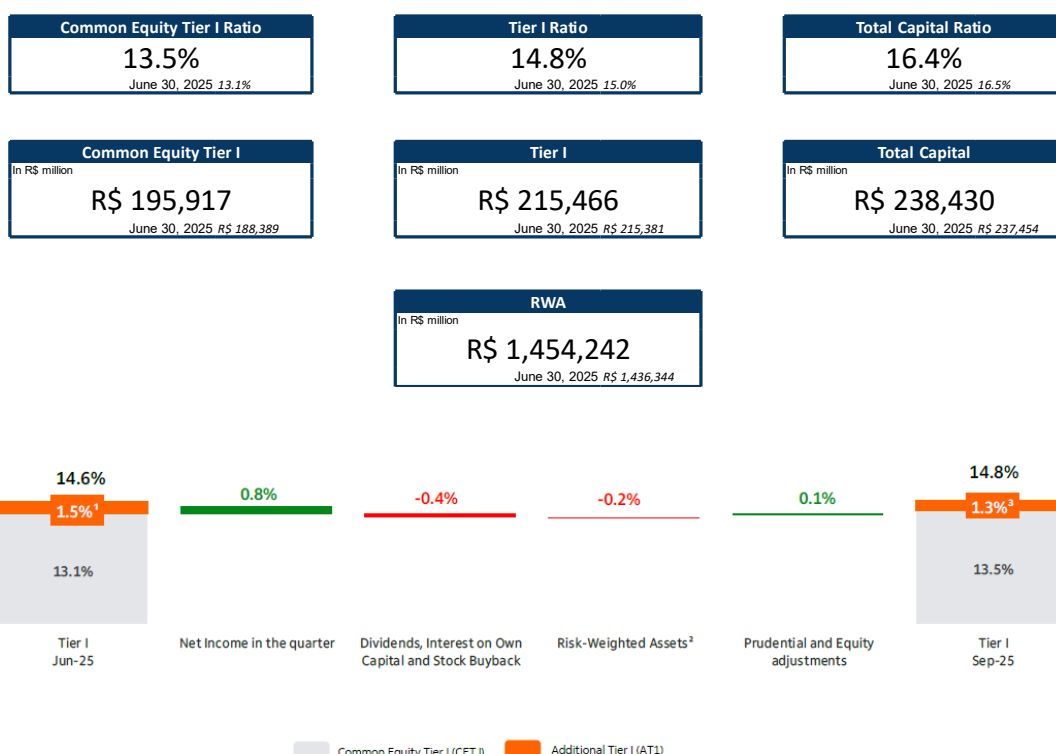 Common Equity Tier I Ratio
13.5%
June 30, 2025 13.1%
Tier I Ratio
14.8%
June 30, 2025 15.0%
Total Capital Ratio
16.4%
June 30, 2025 16.5%
Common Equity Tier I
In R$ million
R$ 195,917
June 30, 2025 R$ 188,389
Tier I
In R$ million
R$ 215,466
June 30, 2025 R$ 215,381
Total Capital
In R$ million
R$ 238,430
June 30, 2025 R$ 237,454
RWA
In R$ million
R$ 1,454,242
June 30, 2025 R$ 1,436,344
14.6%
1.5%¹
13.1%
Tier I
Jun-25
0.8%
Net Income in the quarter
-0.4%
Dividends, Interest on Own
Capital and Stock Buyback
-0.2%
Risk-Weighted Assets²
0.1%
Prudential and Equity
adjustments
14.8%
1.3%³
13.5%
Tier I
Sep-25
Common Equity Tier I (CET I)
Additional Tier I (AT1)